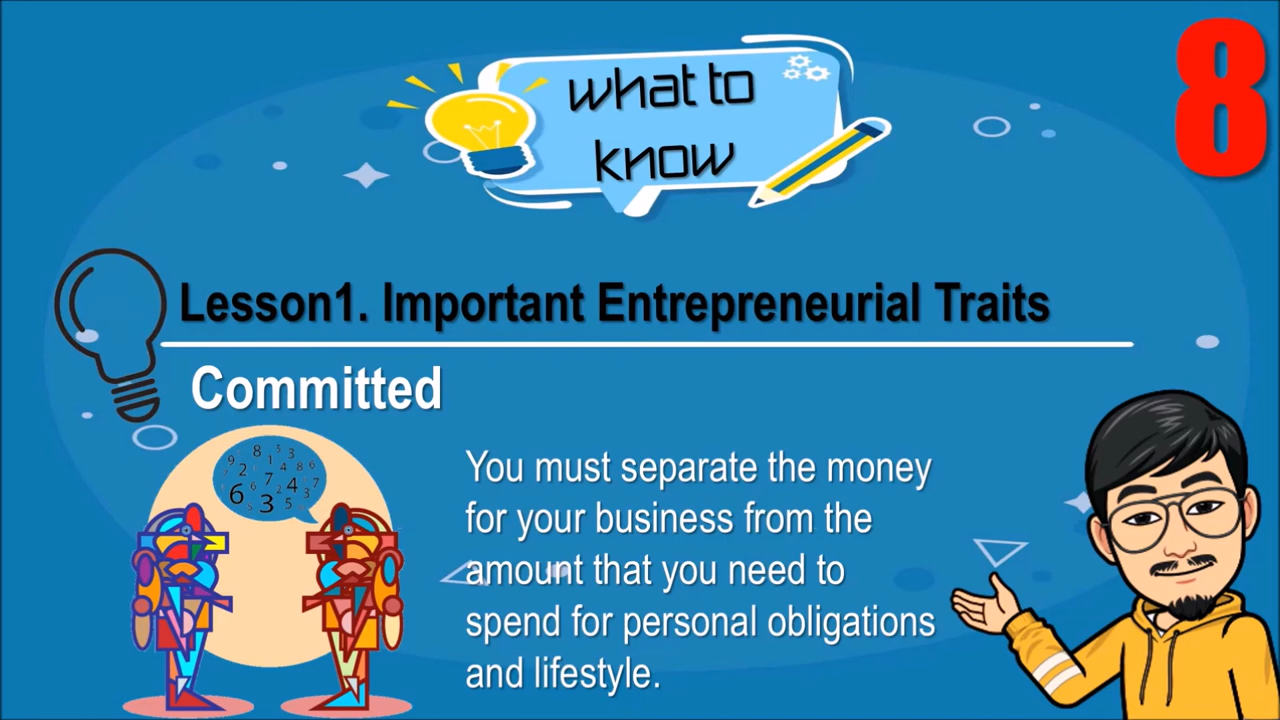 what to
know
8
Lesson1. Important Entrepreneurial Traits
Committed
You must separate the money
for your business from the
amount that you need to
spend for personal obligations
and lifestyle.